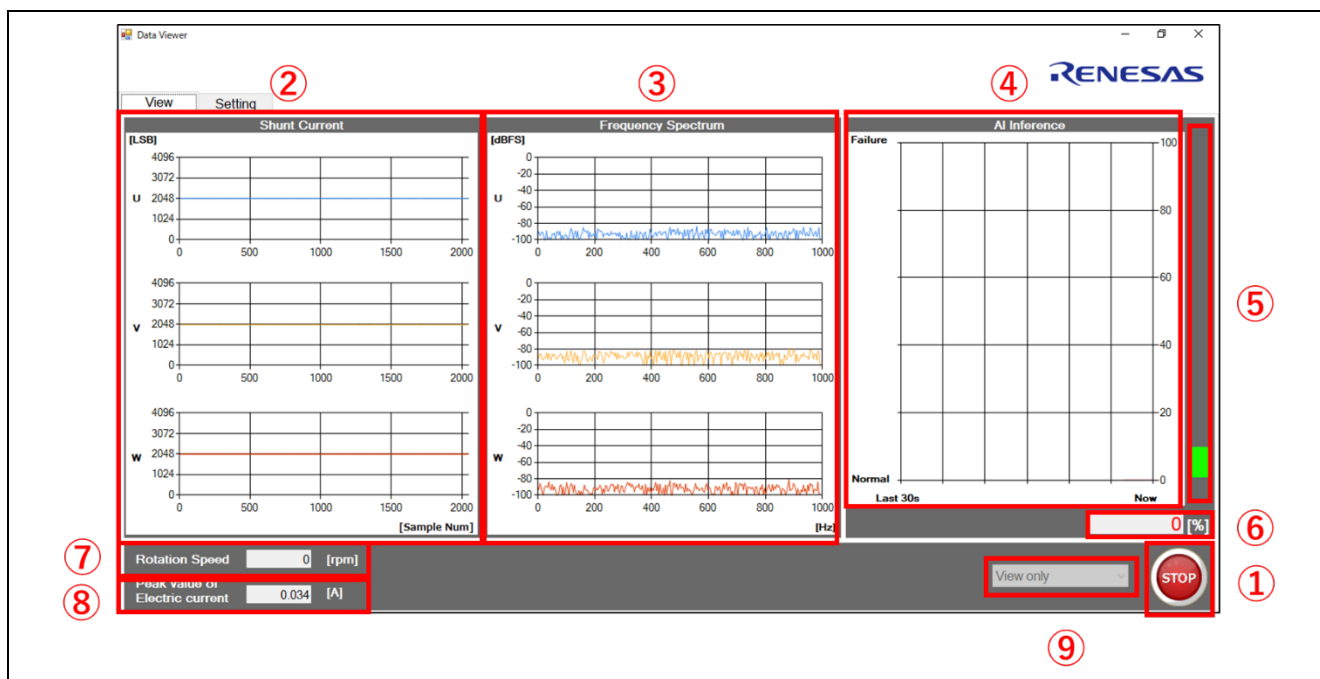 Data Viewer
RENESAS
② ③ ④
View Setting
Shunt Current
[LSB]
4096
3072
U 2048
1024
0
0 500 1000 1500 2000
4096
3072
V 2048
1024
0
0 500 1000 1500 2000
4096
3072
W 2048
1024
0
0 500 1000 1500 2000
[Sample Num]
Frequency Spectrum
[dBFS]
0
-20
-40
U -60
-80
-100
0 200 400 600 800 1000
0
-20
-40
V -60
-80
-100
0 200 400 600 800 1000
0
-20
-40
W -60
-80
-100
0 200 400 600 800 1000
[Hz]
AI Inference
Failure
100
80
60
40
20
Normal 0
Last 30s Now
⑤
0 [%] ⑥
⑦ Rotation Speed 0 [rpm]
⑧ Peak value of
Electric current 0.034 [A]
View only
STOP ①
⑨